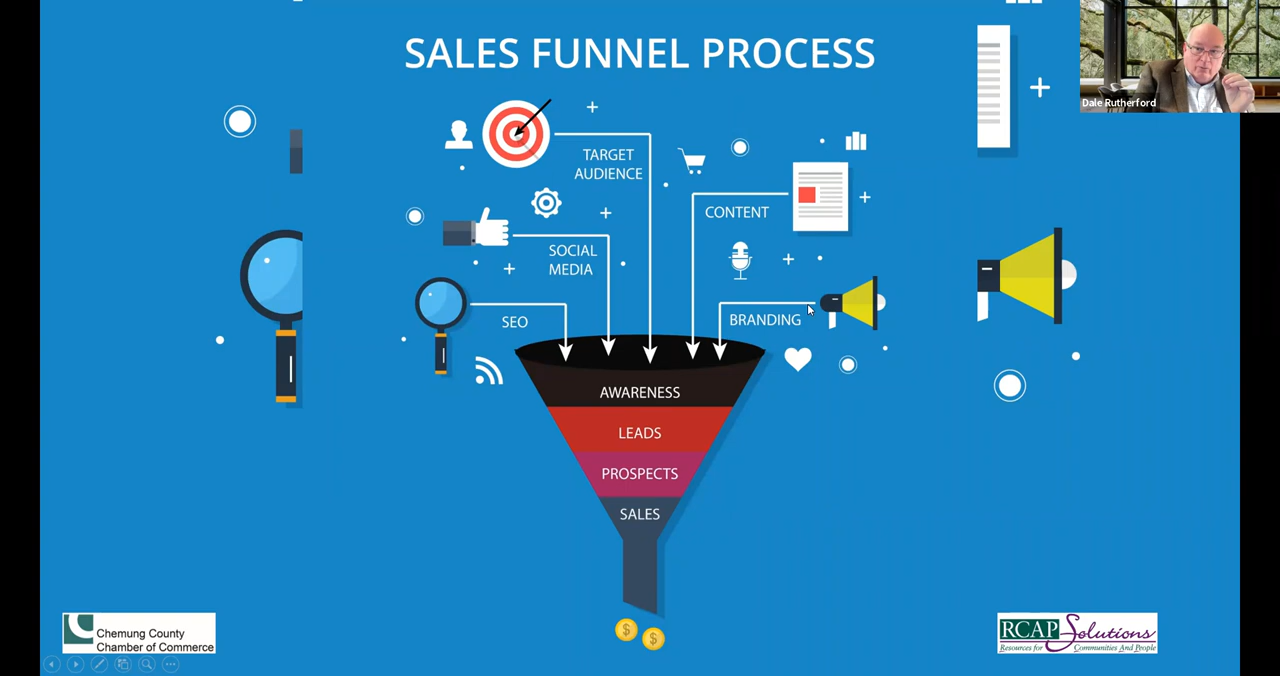 SALES FUNNEL PROCESS
Dale Rutherford
TARGET
AUDIENCE
CONTENT
SOCIAL
MEDIA
SEO
BRANDING
AWARENESS
LEADS
PROSPECTS
SALES
$ $
Chemung County
Chamber of Commerce
RCAP Solutions
Resources for Communities And People